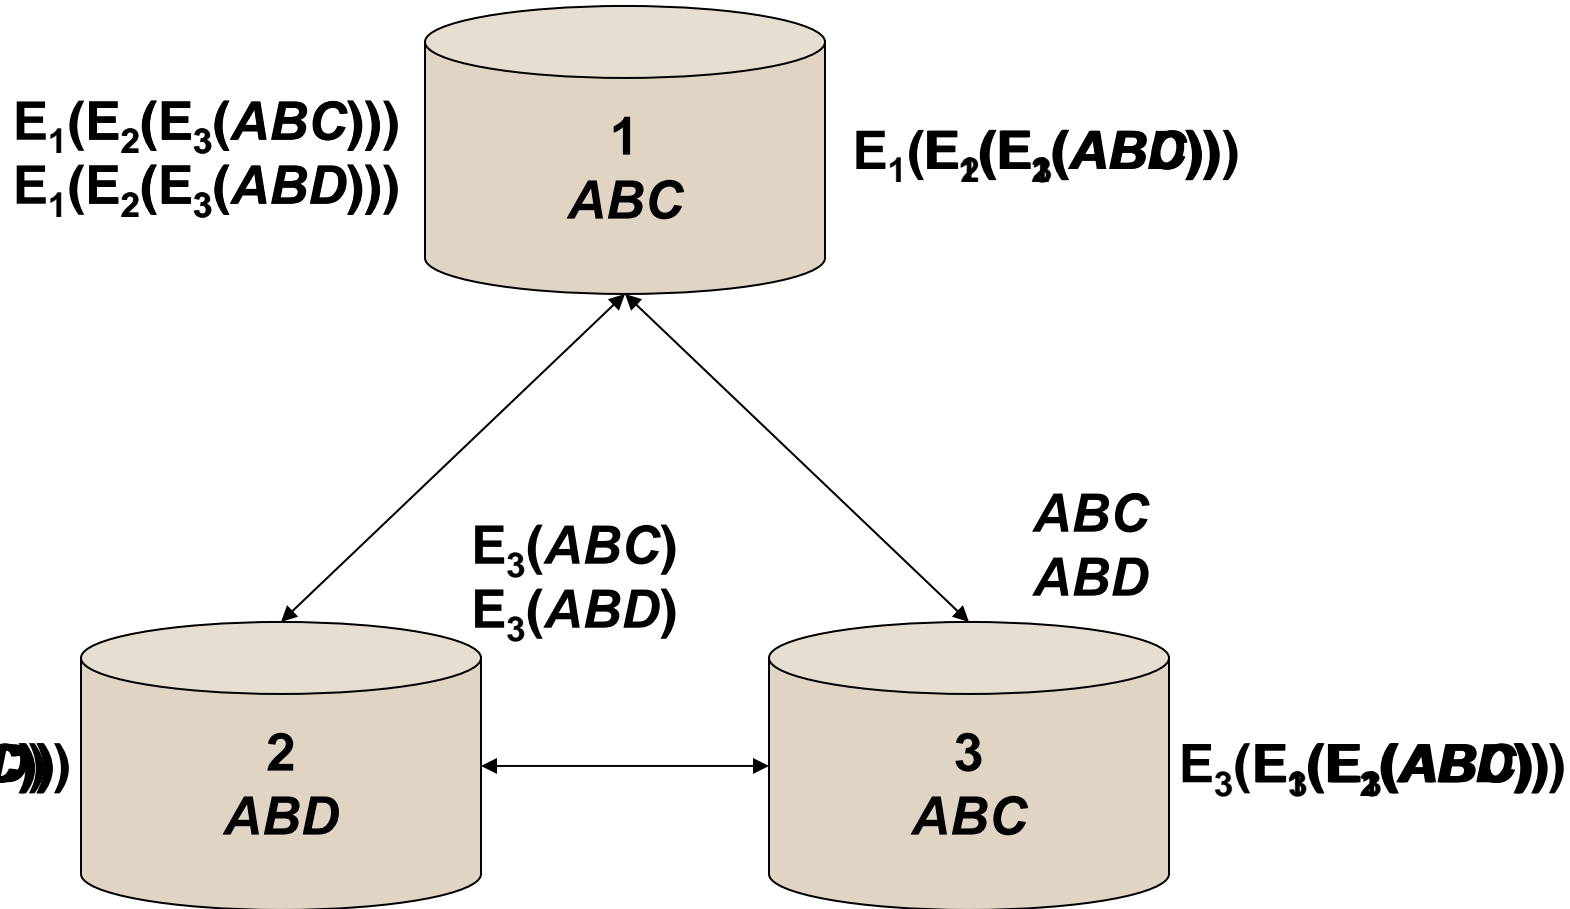 E₁(E₂(E₃(ABC)))
E₁(E₂(E₃(ABD)))
1
ABC
ABC
ABD
E₃(ABC)
E₃(ABD)
2
ABD
3
ABC